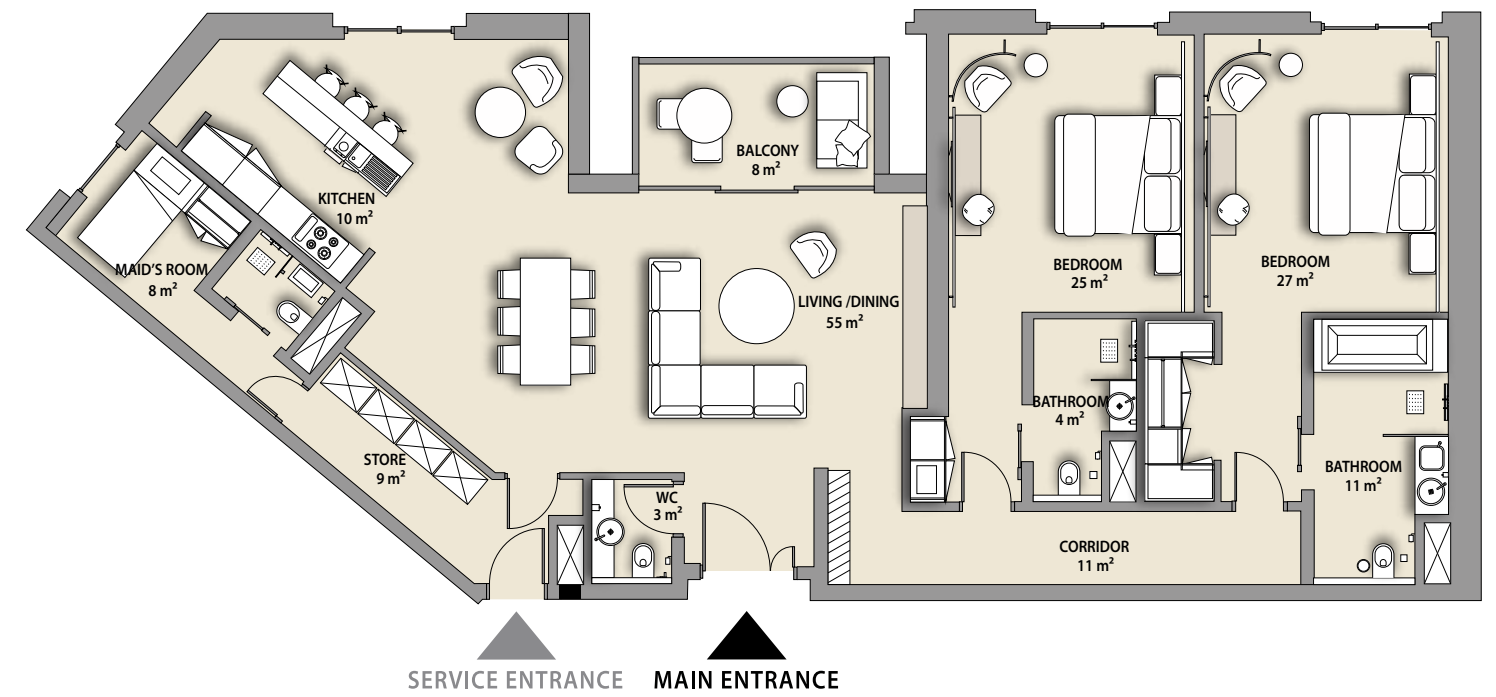 KITCHEN
10 m²
MAID'S ROOM
8 m²
BALCONY
8 m²
LIVING /DINING
55 m²
BEDROOM
25 m²
BEDROOM
27 m²
BATHROOM
4 m²
BATHROOM
11 m²
STORE
9 m²
WC
3 m²
CORRIDOR
11 m²
SERVICE ENTRANCE
MAIN ENTRANCE